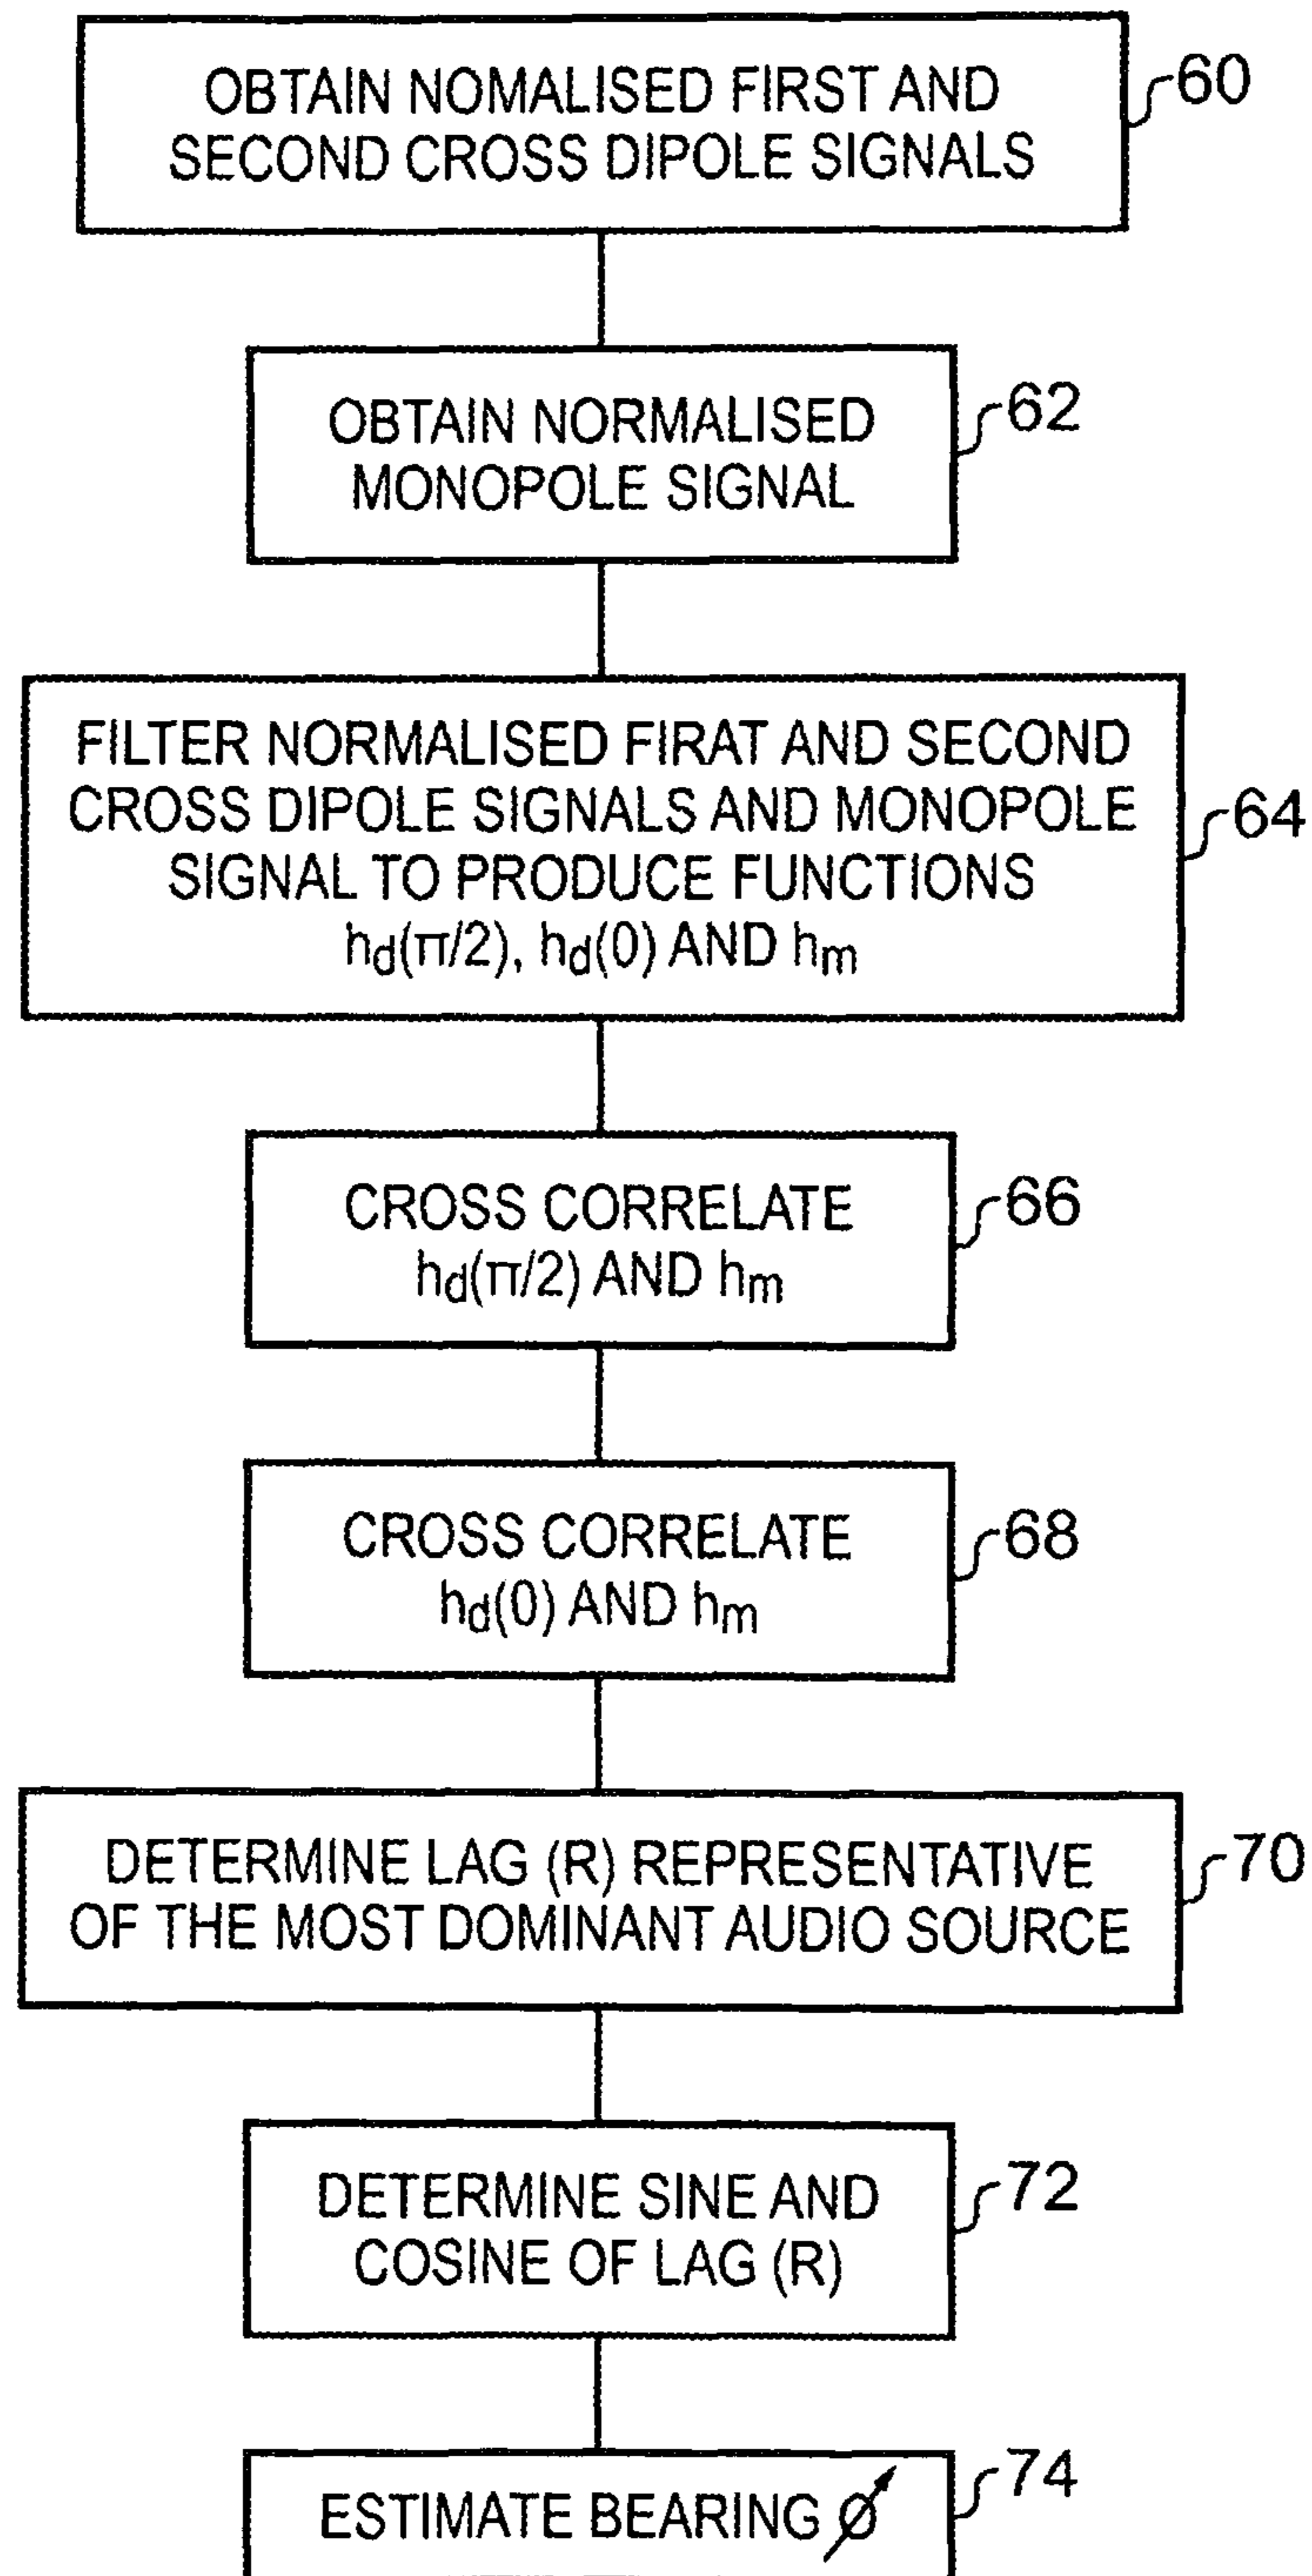 OBTAIN NOMALISED FIRST AND
SECOND CROSS DIPOLE SIGNALS
60
OBTAIN NORMALISED
MONOPOLE SIGNAL
62
FILTER NORMALISED FIRAT AND SECOND
CROSS DIPOLE SIGNALS AND MONOPOLE
SIGNAL TO PRODUCE FUNCTIONS
hd(π/2), hd(0) AND hm
64
CROSS CORRELATE
hd(π/2) AND hm
66
CROSS CORRELATE
hd(0) AND hm
68
DETERMINE LAG (R) REPRESENTATIVE
OF THE MOST DOMINANT AUDIO SOURCE
70
DETERMINE SINE AND
COSINE OF LAG (R)
72
ESTIMATE BEARING Ø
74